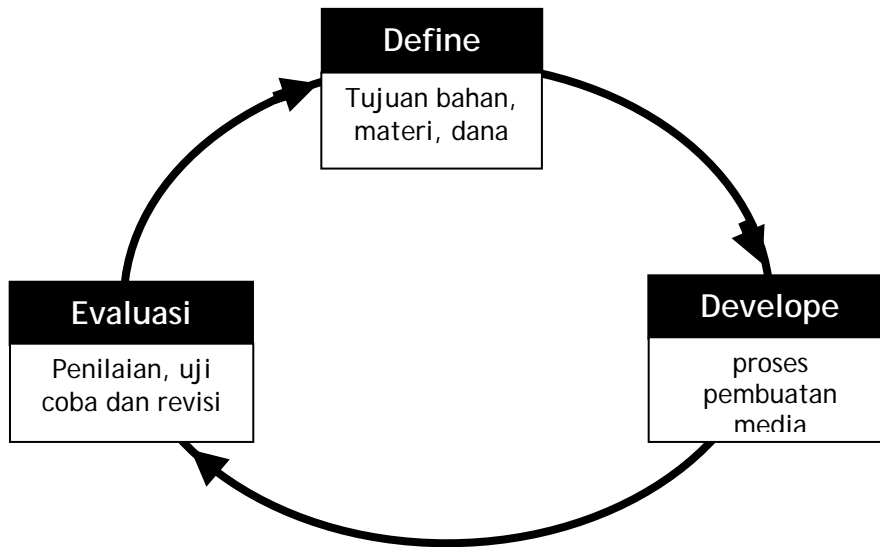 Define
Tujuan bahan,
materi, dana
Evaluasi
Penilaian, uji
coba dan revisi
Develope
proses
pembuatan
media